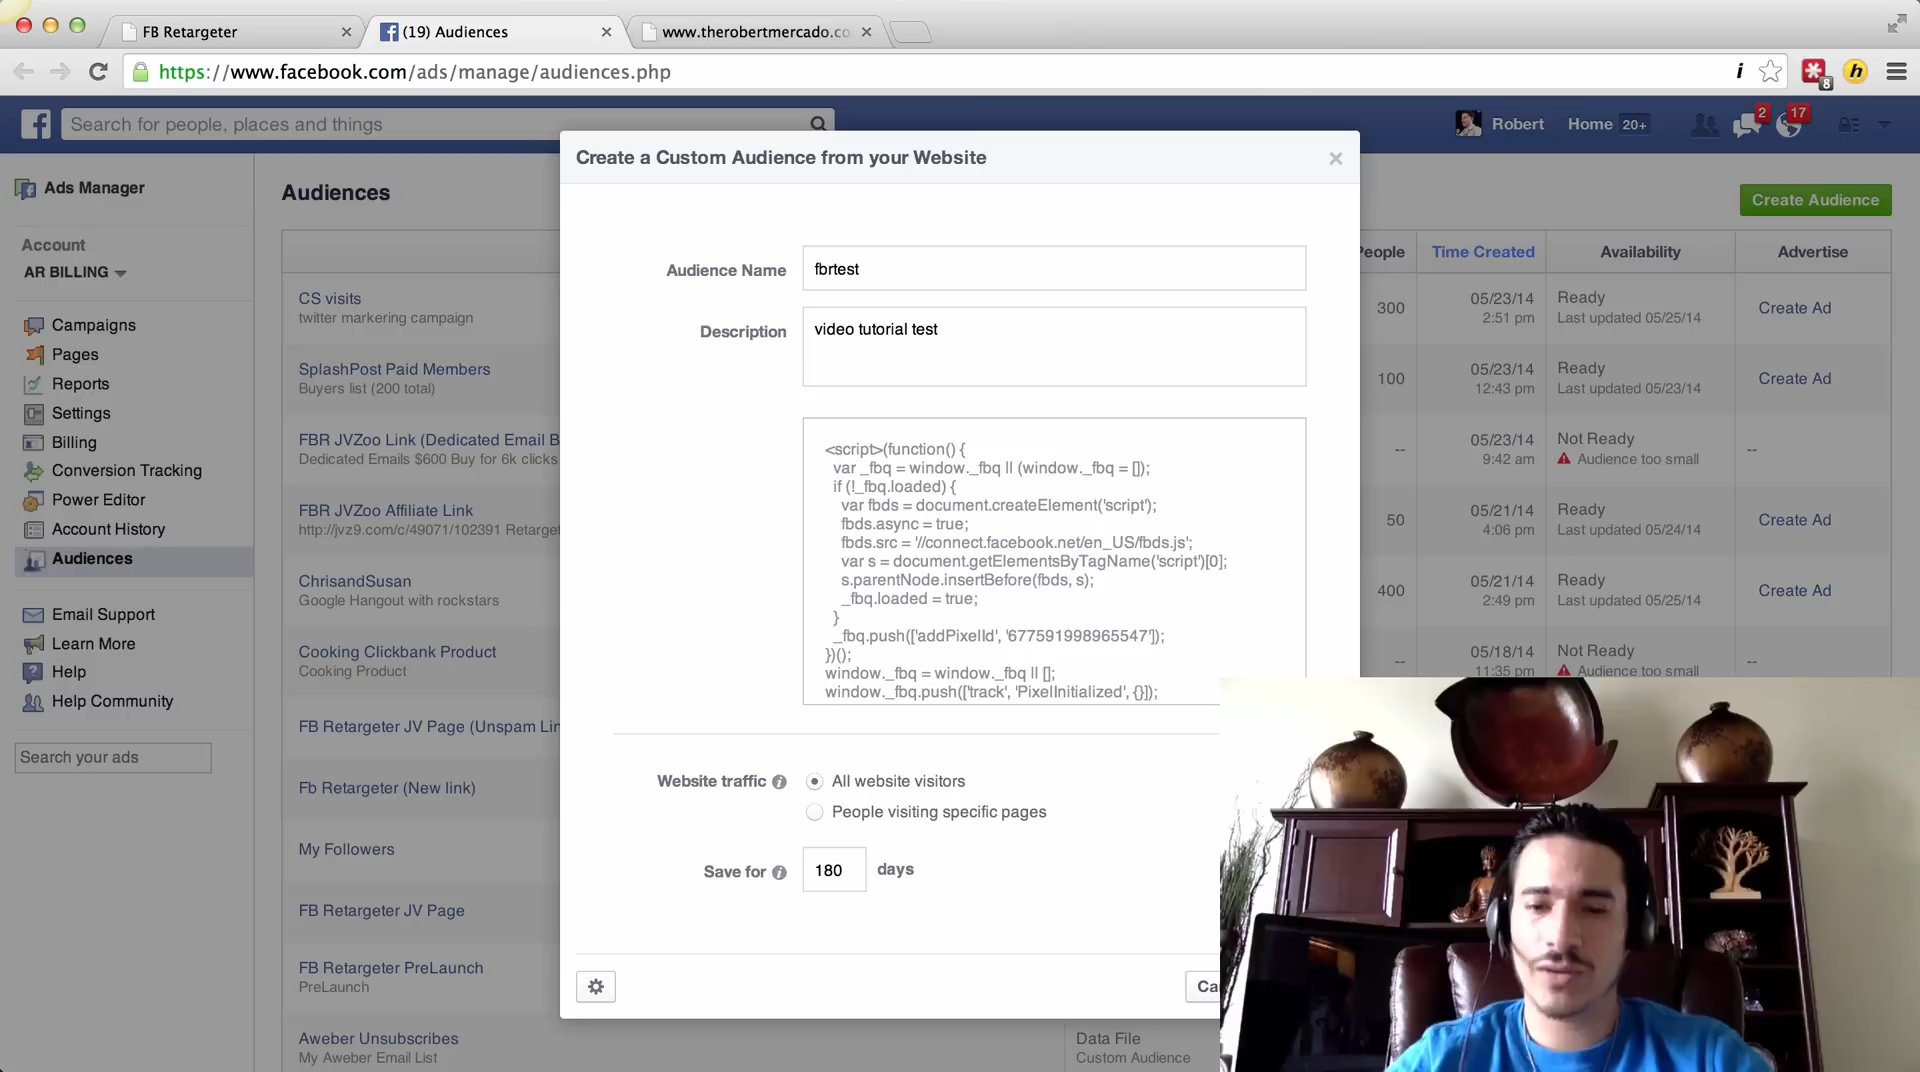 FB Retargeter
(19) Audiences
www.therobertmercado.co
https://www.facebook.com/ads/manage/audiences.php
i
8
h
Search for people, places and things
Robert
Home 20+
2
17
Ads Manager
Account
AR BILLING
Campaigns
Pages
Reports
Settings
Billing
Conversion Tracking
Power Editor
Account History
Audiences
Email Support
Learn More
Help
Help Community
Search your ads
Audiences
Create Audience
People
Time Created
Availability
Advertise
CS visits
twitter markering campaign
300
05/23/14
2:51 pm
Ready
Last updated 05/25/14
Create Ad
SplashPost Paid Members
Buyers list (200 total)
100
05/23/14
12:43 pm
Ready
Last updated 05/23/14
Create Ad
FBR JVZoo Link (Dedicated Email B
Dedicated Emails $600 Buy for 6k clicks
--
05/23/14
9:42 am
Not Ready
Audience too small
--
FBR JVZoo Affiliate Link
http://jvz9.com/c/49071/102391 Retarget
50
05/21/14
4:06 pm
Ready
Last updated 05/24/14
Create Ad
ChrisandSusan
Google Hangout with rockstars
400
05/21/14
2:49 pm
Ready
Last updated 05/25/14
Create Ad
Cooking Clickbank Product
Cooking Product
--
05/18/14
11:35 pm
Not Ready
Audience too small
--
FB Retargeter JV Page (Unspam Lin
Fb Retargeter (New link)
My Followers
FB Retargeter JV Page
FB Retargeter PreLaunch
PreLaunch
Aweber Unsubscribes
My Aweber Email List
Data File
Custom Audience
Create a Custom Audience from your Website
Audience Name
fbrtest
Description
video tutorial test
<script>(function() {
var _fbq = window._fbq || (window._fbq = []);
if (!_fbq.loaded) {
var fbds = document.createElement('script');
fbds.async = true;
fbds.src = '//connect.facebook.net/en_US/fbds.js';
var s = document.getElementsByTagName('script')[0];
s.parentNode.insertBefore(fbds, s);
_fbq.loaded = true;
}
_fbq.push(['addPixelId', '677591998965547']);
})();
window._fbq = window._fbq || [];
window._fbq.push(['track', 'PixelInitialized', {}]);
Website traffic
All website visitors
People visiting specific pages
Save for
180
days
Ca